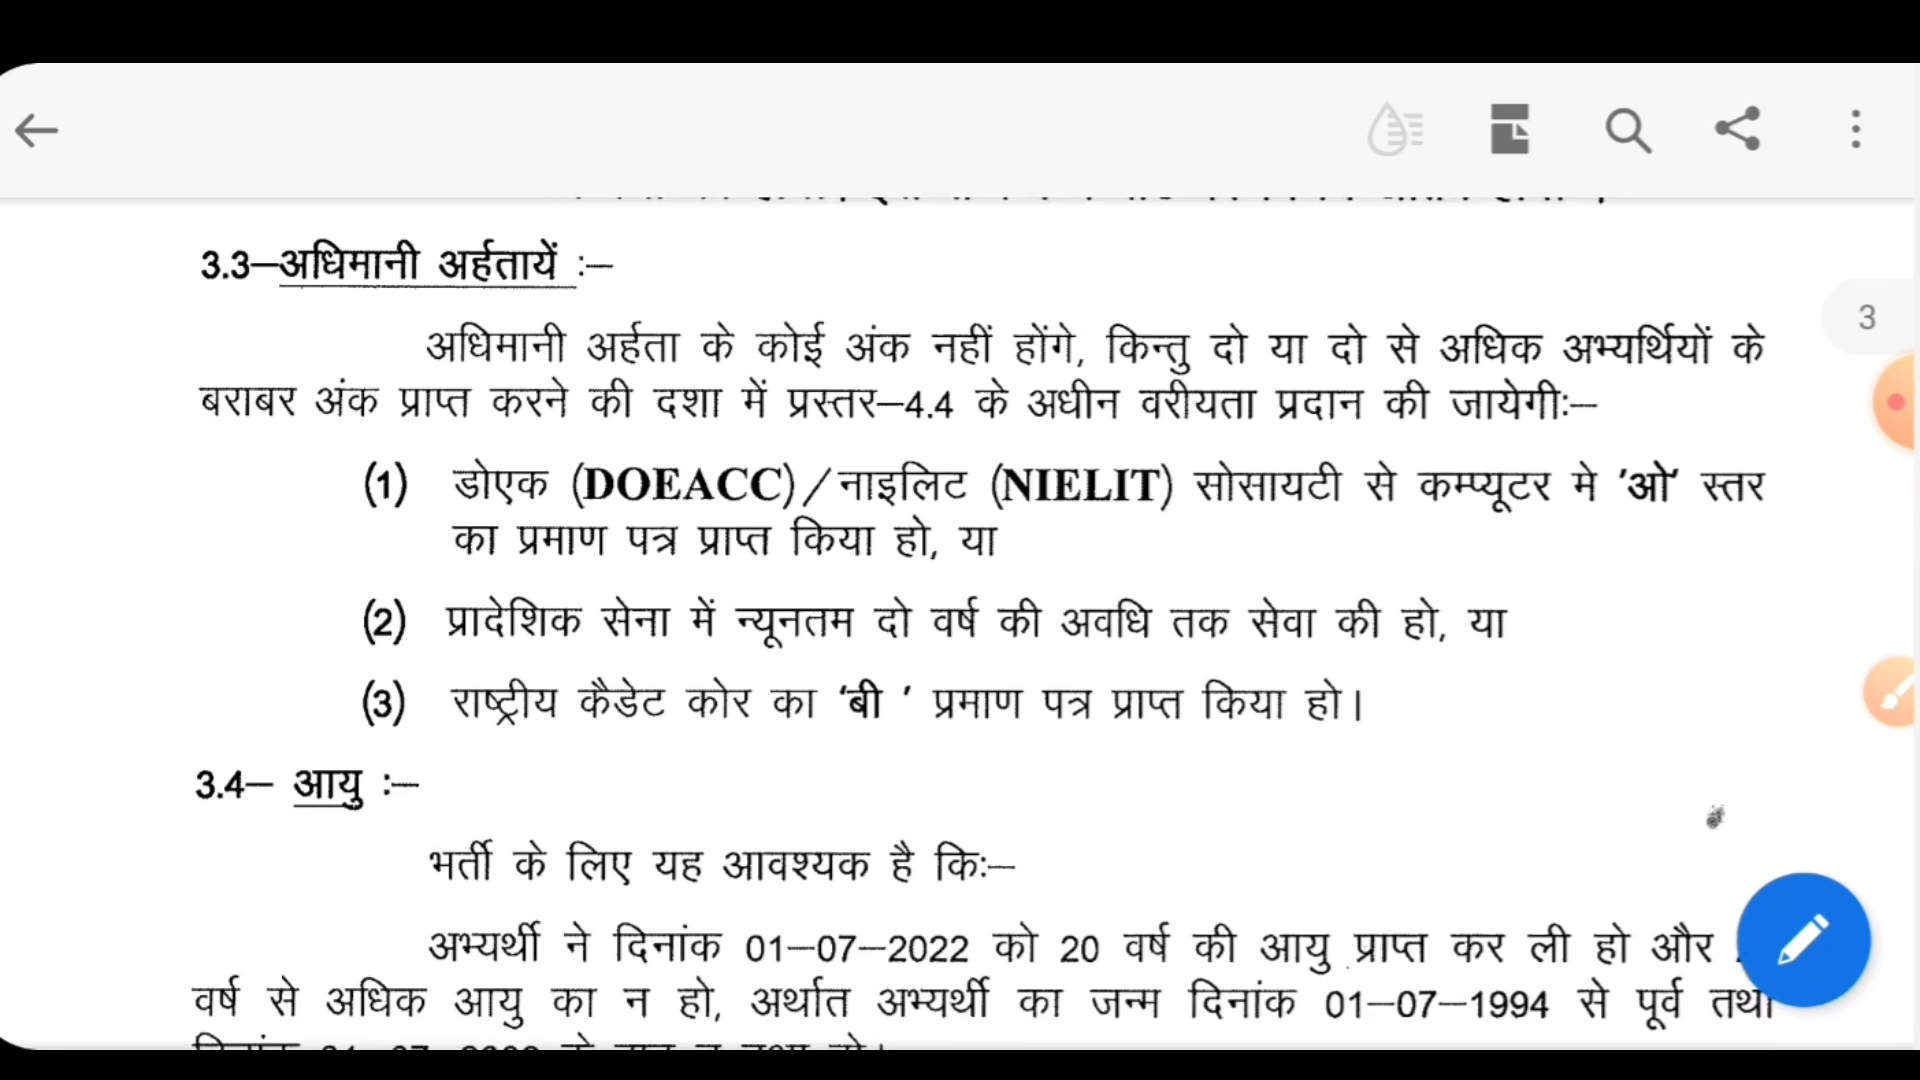 3
3.3–अधिमानी अर्हतायें :–
अधिमानी अर्हता के कोई अंक नहीं होंगे, किन्तु दो या दो से अधिक अभ्यर्थियों के
बराबर अंक प्राप्त करने की दशा में प्रस्तर–4.4 के अधीन वरीयता प्रदान की जायेगी:–
(1) डोएक (DOEACC)/नाइलिट (NIELIT) सोसायटी से कम्प्यूटर मे 'ओ' स्तर
का प्रमाण पत्र प्राप्त किया हो, या
(2) प्रादेशिक सेना में न्यूनतम दो वर्ष की अवधि तक सेवा की हो, या
(3) राष्ट्रीय कैडेट कोर का 'बी ' प्रमाण पत्र प्राप्त किया हो।
3.4– आयु :–
भर्ती के लिए यह आवश्यक है कि:–
अभ्यर्थी ने दिनांक 01–07–2022 को 20 वर्ष की आयु प्राप्त कर ली हो और
वर्ष से अधिक आयु का न हो, अर्थात अभ्यर्थी का जन्म दिनांक 01–07–1994 से पूर्व तथा